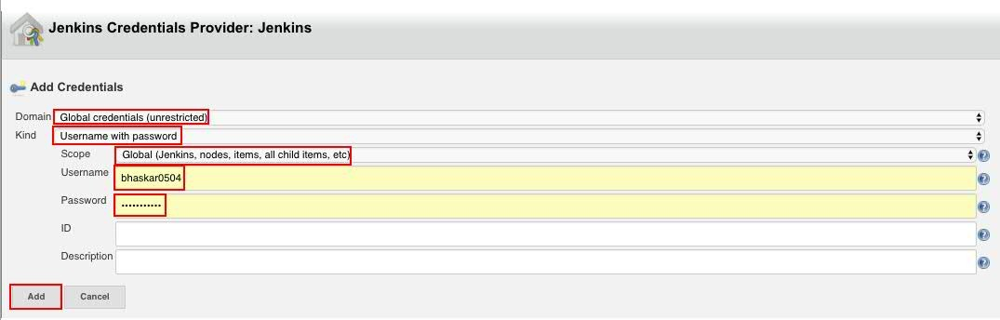 Jenkins Credentials Provider: Jenkins
Add Credentials
Domain Global credentials (unrestricted)
Kind Username with password
Scope Global (Jenkins, nodes, items, all child items, etc)
Username bhaskar0504
Password •••••••••••
ID
Description
Add Cancel